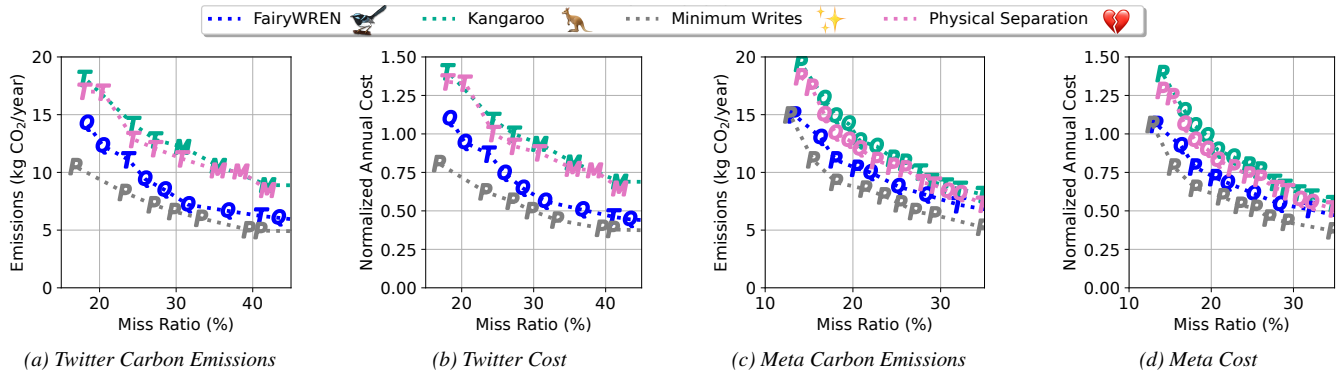 FairyWREN Kangaroo Minimum Writes Physical Separation
Emissions (kg CO₂/year)
20
15
10
5
0
T T T T T T M M M M
Q Q T Q Q Q Q T Q
P P P P P P P
20 30 40
Miss Ratio (%)
(a) Twitter Carbon Emissions
Normalized Annual Cost
1.50
1.25
1.00
0.75
0.50
0.25
0.00
20 30 40
Miss Ratio (%)
(b) Twitter Cost
Emissions (kg CO₂/year)
20
15
10
5
0
10 20 30
Miss Ratio (%)
(c) Meta Carbon Emissions
Normalized Annual Cost
1.50
1.25
1.00
0.75
0.50
0.25
0.00
10 20 30
Miss Ratio (%)
(d) Meta Cost